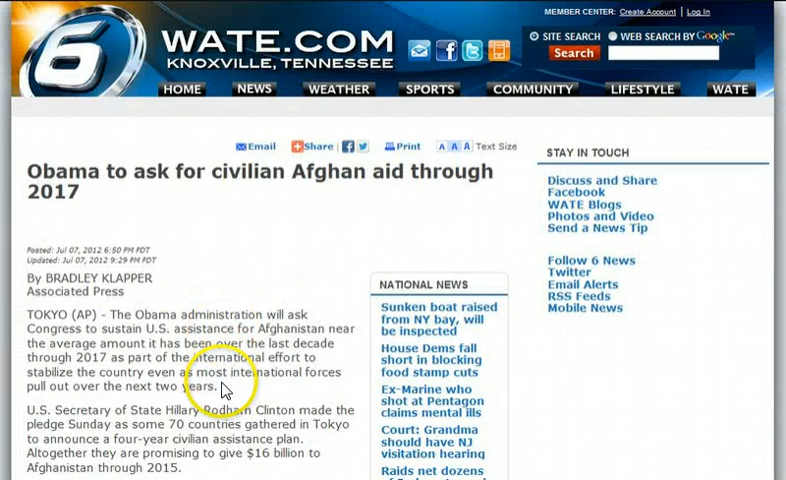 MEMBER CENTER: Create Account | Log In
6
WATE.COM
KNOXVILLE, TENNESSEE
SITE SEARCH WEB SEARCH BY Google™
Search
HOME NEWS WEATHER SPORTS COMMUNITY LIFESTYLE WATE
Email Share | Print A A A Text Size
Obama to ask for civilian Afghan aid through
2017
Posted: Jul 07, 2012 6:50 PM PDT
Updated: Jul 07, 2012 9:29 PM PDT
By BRADLEY KLAPPER
Associated Press
TOKYO (AP) - The Obama administration will ask
Congress to sustain U.S. assistance for Afghanistan near
the average amount it has been over the last decade
through 2017 as part of the international effort to
stabilize the country even as most international forces
pull out over the next two years.
U.S. Secretary of State Hillary Rodham Clinton made the
pledge Sunday as some 70 countries gathered in Tokyo
to announce a four-year civilian assistance plan.
Altogether they are promising to give $16 billion to
Afghanistan through 2015.
NATIONAL NEWS
Sunken boat raised
from NY bay, will
be inspected
House Dems fall
short in blocking
food stamp cuts
Ex-Marine who
shot at Pentagon
claims mental ills
Court: Grandma
should have NJ
visitation hearing
Raids net dozens
STAY IN TOUCH
Discuss and Share
Facebook
WATE Blogs
Photos and Video
Send a News Tip
Follow 6 News
Twitter
Email Alerts
RSS Feeds
Mobile News